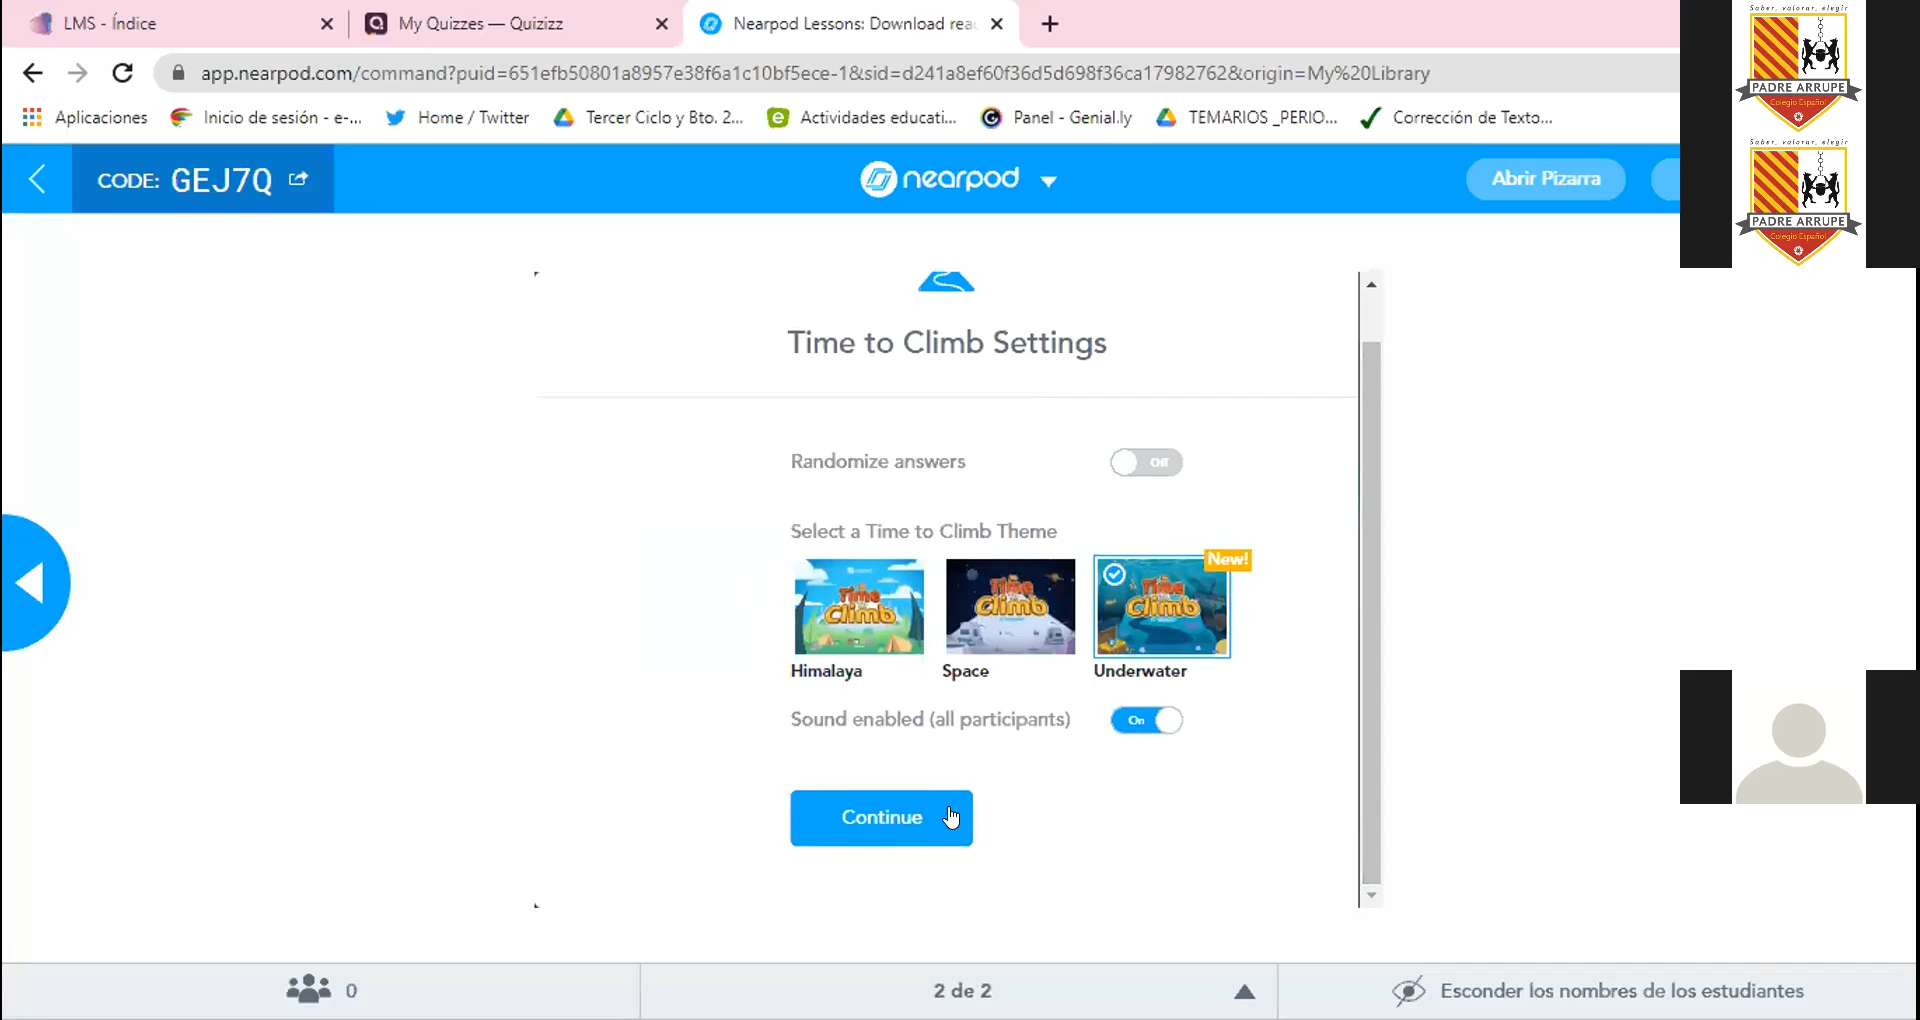 LMS - Índice
My Quizzes — Quizizz
Nearpod Lessons: Download rea
app.nearpod.com/command?puid=651efb50801a8957e38f6a1c10bf5ece-1&sid=d241a8ef60f36d5d698f36ca17982762&origin=My%20Library
Aplicaciones
Inicio de sesión - e-...
Home / Twitter
Tercer Ciclo y Bto. 2...
Actividades educati...
Panel - Genial.ly
TEMARIOS _PERIO...
Corrección de Texto...
CODE: GEJ7Q
nearpod
Abrir Pizarra
Saber, valorar, elegir
PADRE ARRUPE
Colegio Español
Saber, valorar, elegir
PADRE ARRUPE
Colegio Español
Time to Climb Settings
Randomize answers
Off
Select a Time to Climb Theme
New!
Time to Climb
Time to Climb
Time to Climb
Himalaya
Space
Underwater
Sound enabled (all participants)
On
Continue
0
2 de 2
Esconder los nombres de los estudiantes